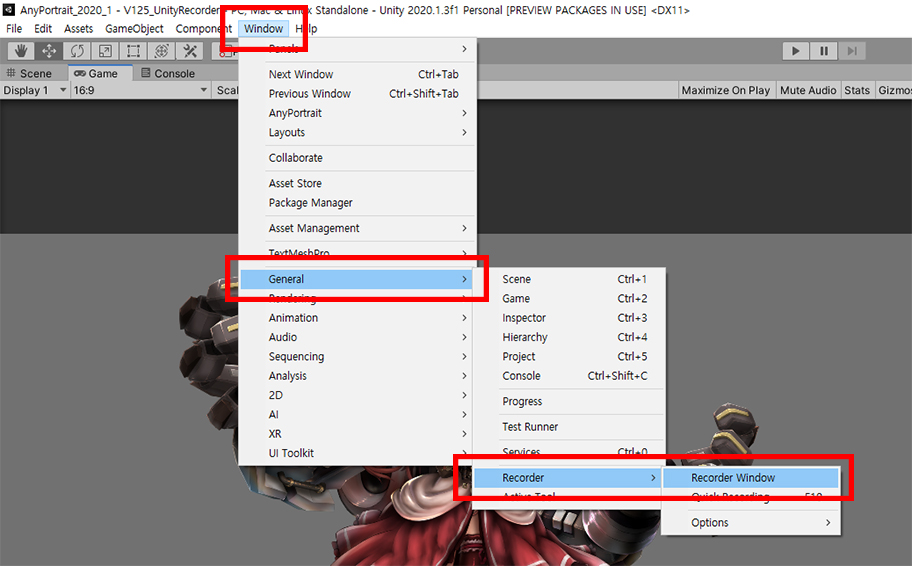 AnyPortrait_2020_1 - V125_UnityRecorder - PC, Mac & Linux Standalone - Unity 2020.1.3f1 Personal [PREVIEW PACKAGES IN USE] <DX11>
File Edit Assets GameObject Component Window Help
Scene Game Console
Display 1 16:9 Scal Maximize On Play Mute Audio Stats Gizmos
Panels
Next Window Ctrl+Tab
Previous Window Ctrl+Shift+Tab
AnyPortrait
Layouts
Collaborate
Asset Store
Package Manager
Asset Management
TextMeshPro
General
Rendering
Animation
Audio
Sequencing
Analysis
2D
AI
XR
UI Toolkit
Scene Ctrl+1
Game Ctrl+2
Inspector Ctrl+3
Hierarchy Ctrl+4
Project Ctrl+5
Console Ctrl+Shift+C
Progress
Test Runner
Services Ctrl+0
Recorder
Active Tool
Recorder Window
Quick Recording F10
Options